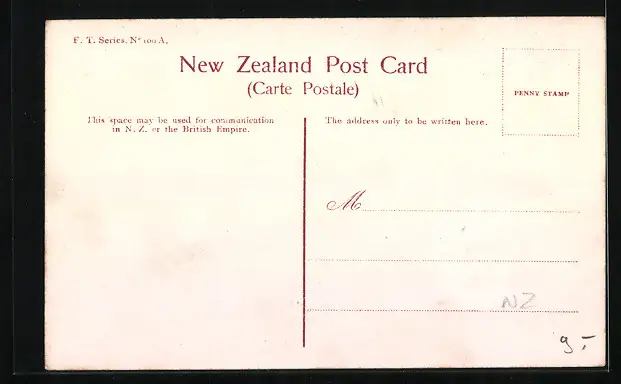 F. T. Series, No 100 A.
New Zealand Post Card
(Carte Postale)
PENNY STAMP
This space may be used for communication
in N. Z. or the British Empire.
The address only to be written here.
M
NZ
9,-